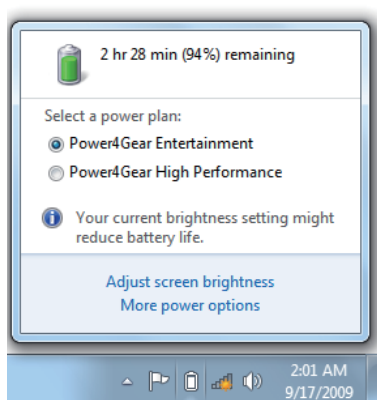 2 hr 28 min (94%) remaining
Select a power plan:
Power4Gear Entertainment
Power4Gear High Performance
Your current brightness setting might
reduce battery life.
Adjust screen brightness
More power options
2:01 AM
9/17/2009